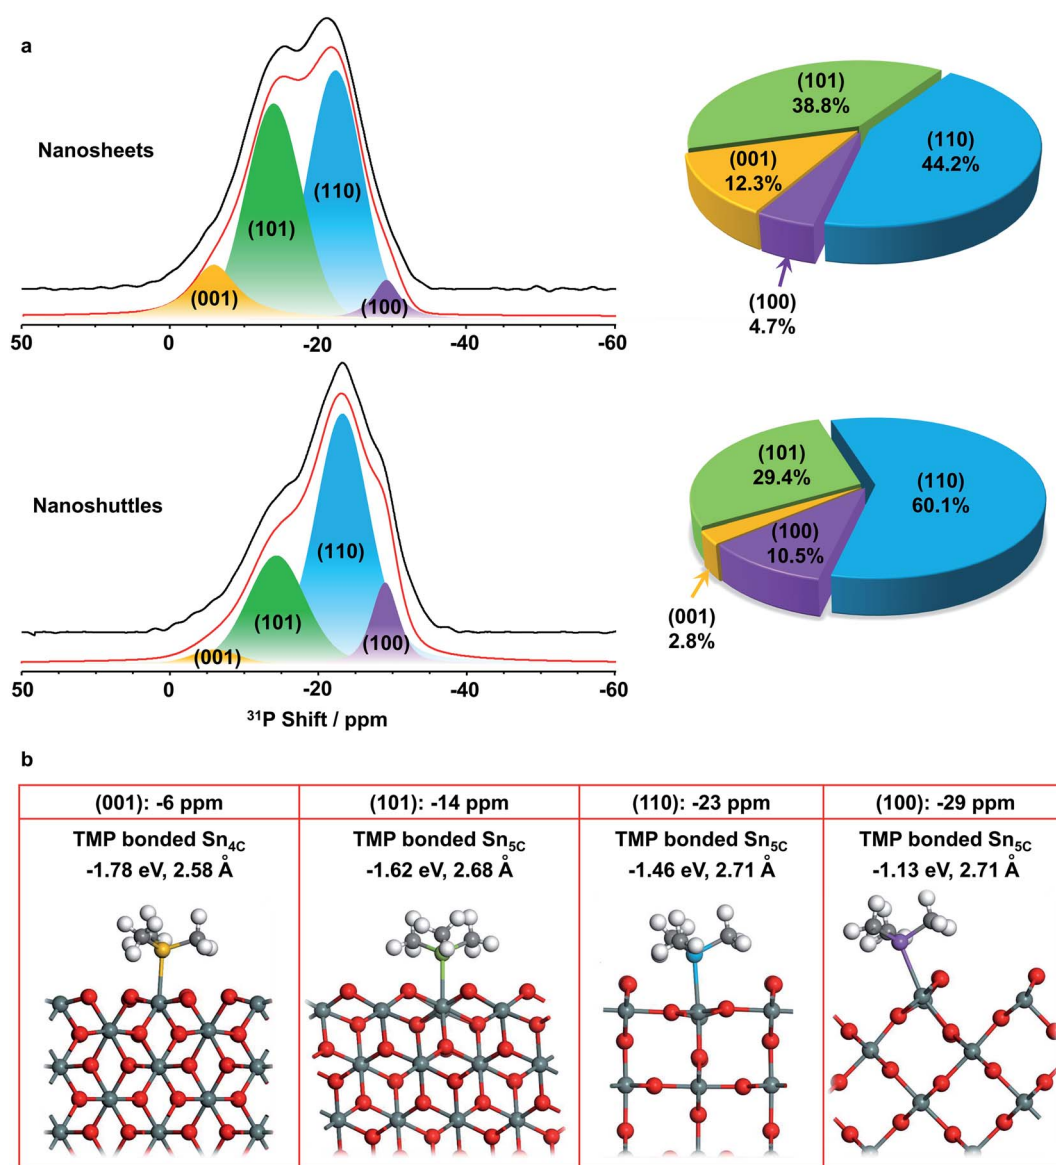 a
Nanosheets
(001)
(101)
(110)
(100)
50
0
-20
-40
-60
(101)
38.8%
(110)
44.2%
(001)
12.3%
(100)
4.7%
Nanoshuttles
(001)
(101)
(110)
(100)
50
0
-20
-40
-60
³¹P Shift / ppm
(101)
29.4%
(110)
60.1%
(100)
10.5%
(001)
2.8%
b
(001): -6 ppm
(101): -14 ppm
(110): -23 ppm
(100): -29 ppm
TMP bonded Sn₄C
-1.78 eV, 2.58 Å
TMP bonded Sn₅C
-1.62 eV, 2.68 Å
TMP bonded Sn₅C
-1.46 eV, 2.71 Å
TMP bonded Sn₅C
-1.13 eV, 2.71 Å